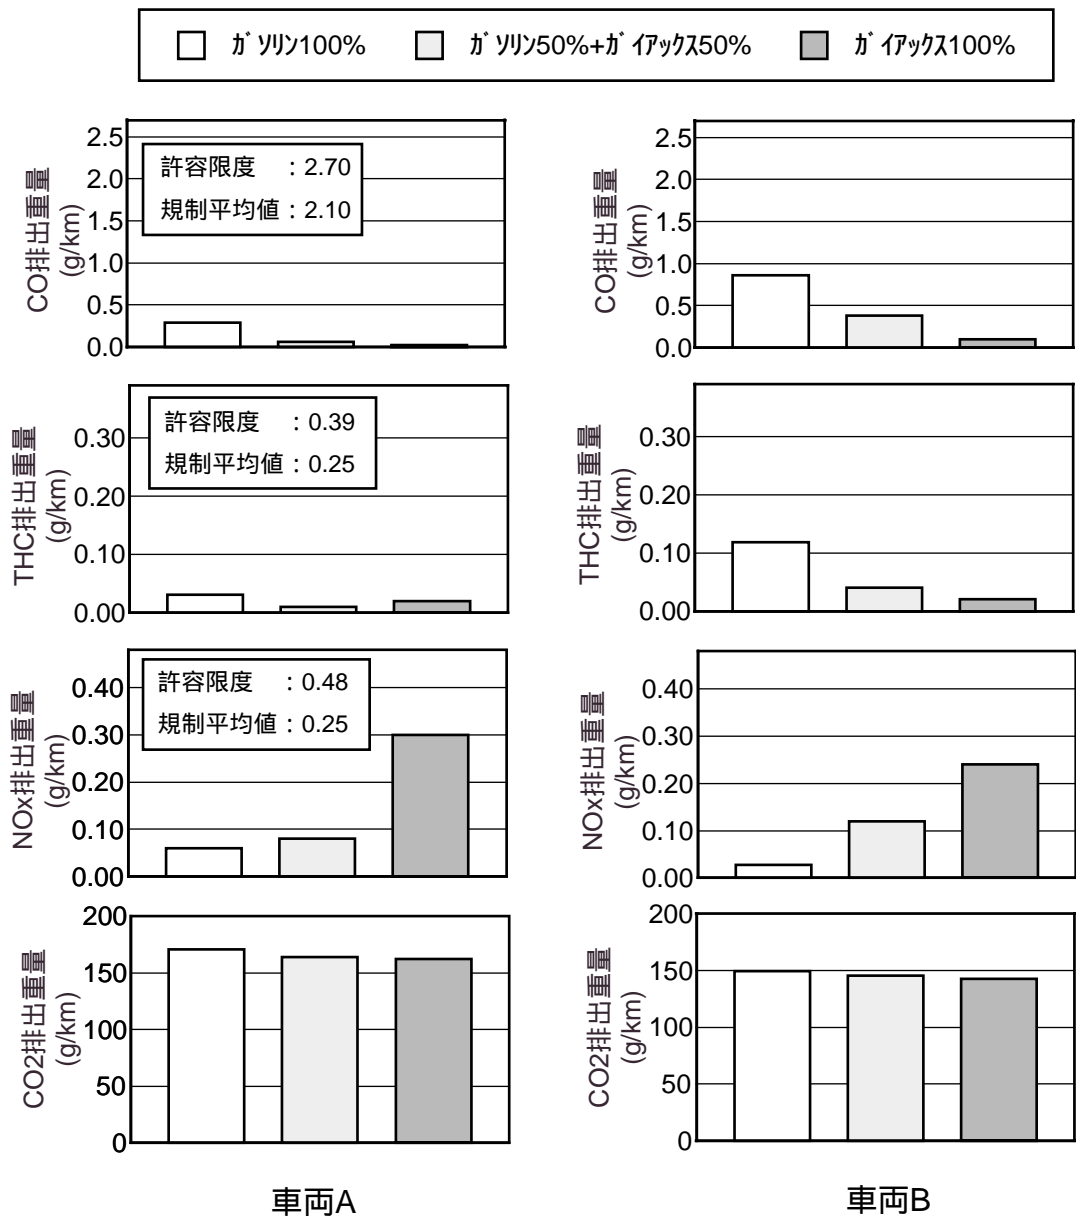 ｶﾞｿﾘﾝ100%
ｶﾞｿﾘﾝ50%+ｶﾞｲｱｯｸｽ50%
ｶﾞｲｱｯｸｽ100%
CO排出重量
(g/km)
2.5
2.0
1.5
1.0
0.5
0.0
許容限度 : 2.70
規制平均値 : 2.10
CO排出重量
(g/km)
2.5
2.0
1.5
1.0
0.5
0.0
THC排出重量
(g/km)
0.30
0.20
0.10
0.00
許容限度 : 0.39
規制平均値 : 0.25
THC排出重量
(g/km)
0.30
0.20
0.10
0.00
NOx排出重量
(g/km)
0.40
0.30
0.20
0.10
0.00
許容限度 : 0.48
規制平均値 : 0.25
NOx排出重量
(g/km)
0.40
0.30
0.20
0.10
0.00
CO2排出重量
(g/km)
200
150
100
50
0
CO2排出重量
(g/km)
200
150
100
50
0
車両A
車両B